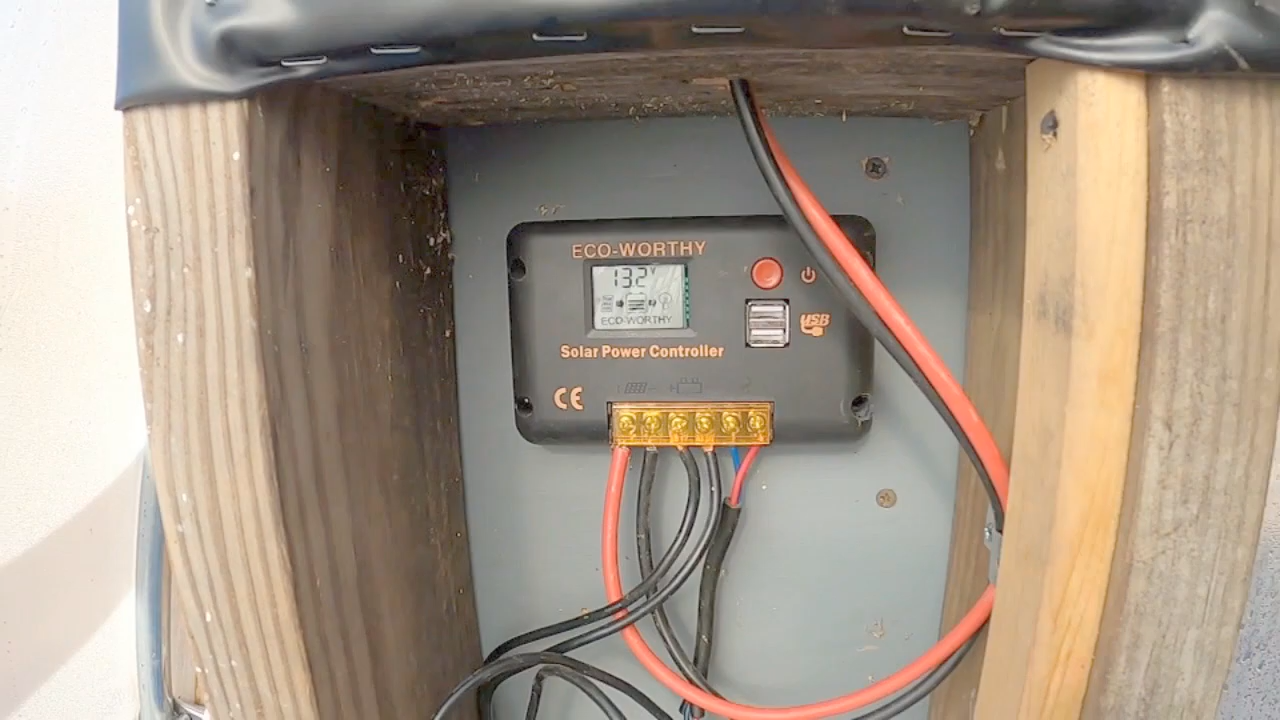 ECO-WORTHY
13.2V
ECO-WORTHY
USB
Solar Power Controller
CE